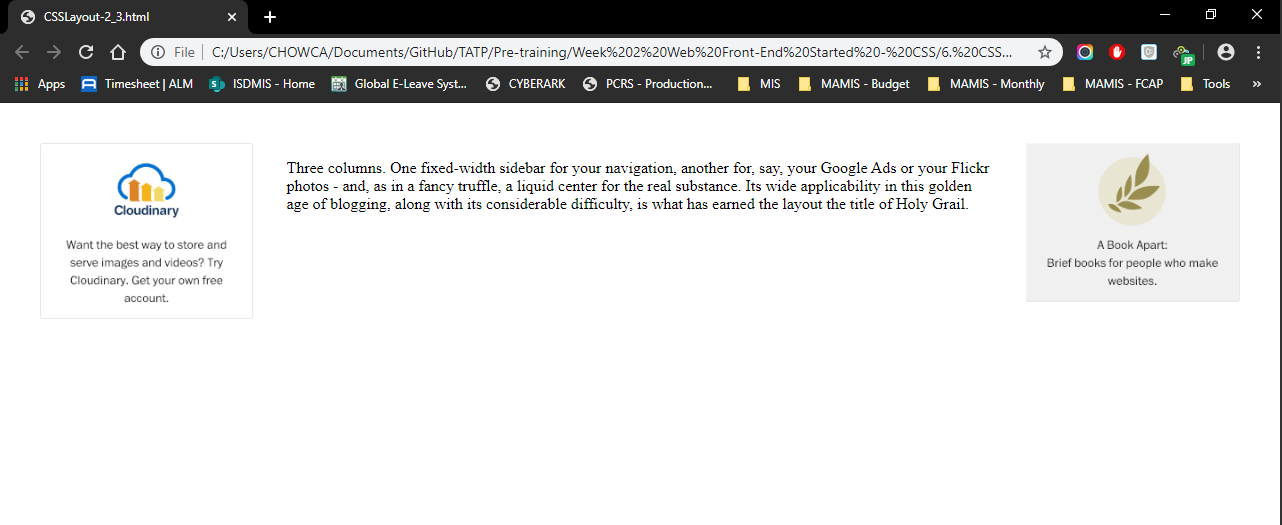 CSSLayout-2_3.html
File
C:/Users/CHOWCA/Documents/GitHub/TATP/Pre-training/Week%202%20Web%20Front-End%20Started%20-%20CSS/6.%20CSS...
JP
Apps
Timesheet | ALM
S
ISDMIS - Home
Global E-Leave Syst...
CYBERARK
PCRS - Production...
MIS
MAMIS - Budget
MAMIS - Monthly
MAMIS - FCAP
Tools
»
Cloudinary
Want the best way to store and
serve images and videos? Try
Cloudinary. Get your own free
account.
Three columns. One fixed-width sidebar for your navigation, another for, say, your Google Ads or your Flickr
photos - and, as in a fancy truffle, a liquid center for the real substance. Its wide applicability in this golden
age of blogging, along with its considerable difficulty, is what has earned the layout the title of Holy Grail.
A Book Apart:
Brief books for people who make
websites.